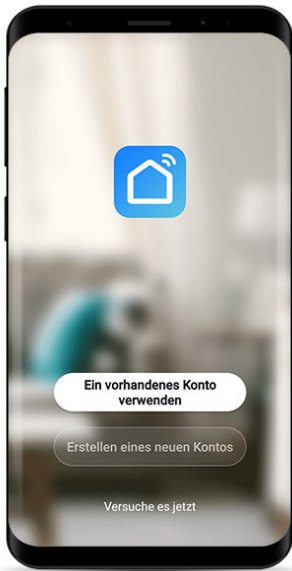 Ein vorhandenes Konto
verwenden
Erstellen eines neuen Kontos
Versuche es jetzt